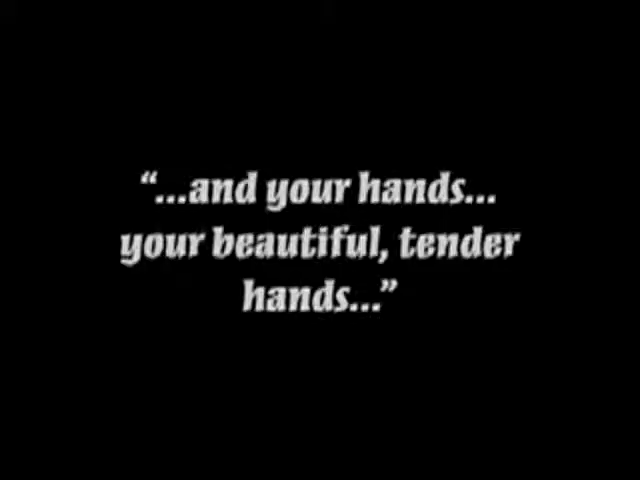 “...and your hands...
your beautiful, tender
hands...”